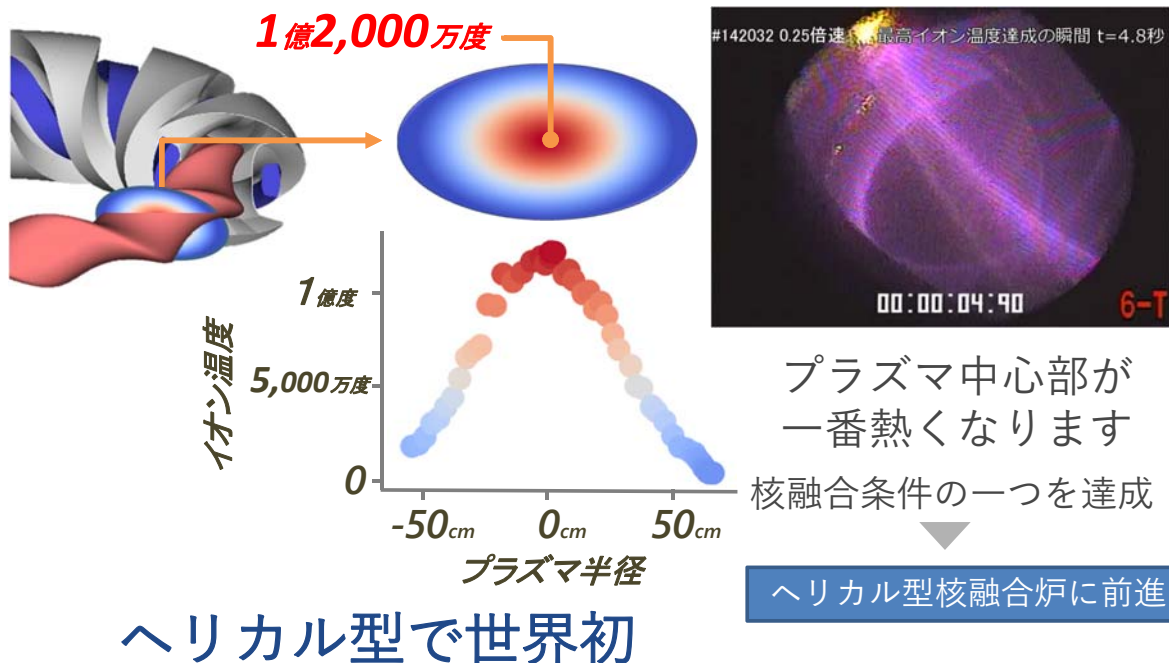 1億2,000万度
#142032 0.25倍速 最高イオン温度達成の瞬間 t=4.8秒
00:00:04:90
6-T
イオン温度
1億度
5,000万度
0
-50cm
0cm
50cm
プラズマ半径
プラズマ中心部が
一番熱くなります
核融合条件の一つを達成
ヘリカル型核融合炉に前進
ヘリカル型で世界初